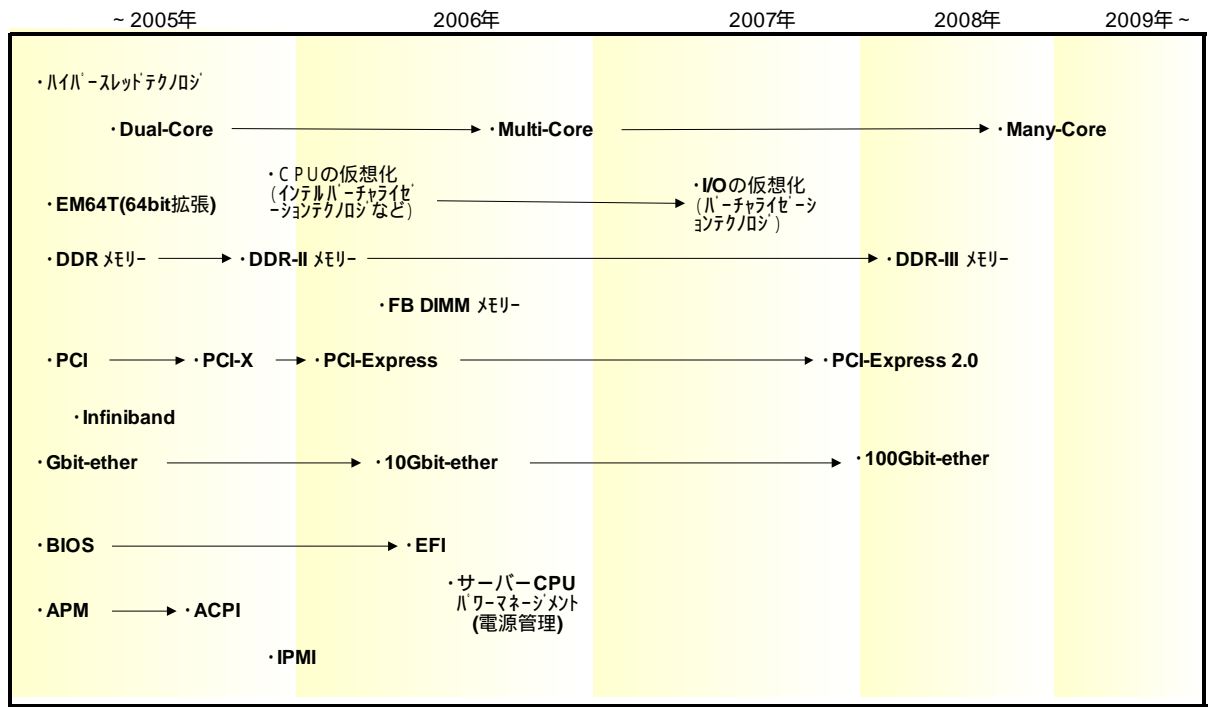 ~ 2005年 2006年 2007年 2008年 2009年 ~
・ﾊｲﾊﾟｰｽﾚｯﾄﾞﾃｸﾉﾛｼﾞ
・Dual-Core ・Multi-Core ・Many-Core
・EM64T(64bit拡張)
・ＣＰＵの仮想化
(インテルﾊﾞｰﾁｬﾗｲｾﾞ
ｰｼｮﾝテクノロジなど)
・I/Oの仮想化
(ﾊﾞｰﾁｬﾗｲｾﾞｰｼ
ｮﾝテクノロジ)
・DDR ﾒﾓﾘｰ ・DDR-II ﾒﾓﾘｰ ・DDR-III ﾒﾓﾘｰ
・FB DIMM ﾒﾓﾘｰ
・PCI ・PCI-X ・PCI-Express ・PCI-Express 2.0
・Infiniband
・Gbit-ether ・10Gbit-ether ・100Gbit-ether
・BIOS ・EFI
・サーバーCPU
ﾊﾟﾜｰマネｰｼﾞﾒﾝﾄ
(電源管理)
・APM ・ACPI
・IPMI